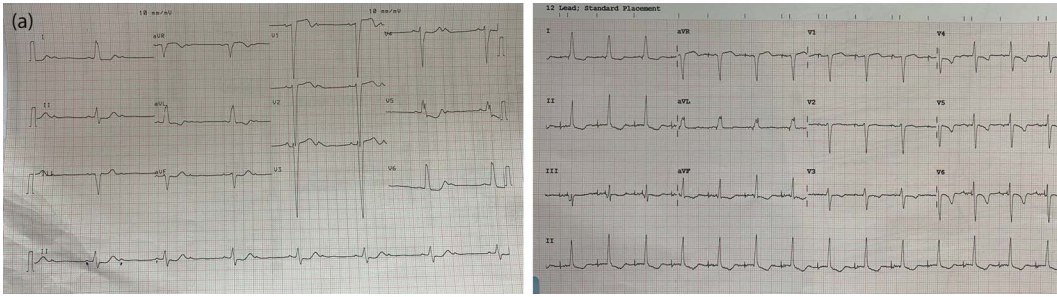 (a)
10 mm/mV 10 mm/mV
I aVR V1
II aVL V2 V5
aVF V3 V6
II
12 Lead; Standard Placement
I aVR V1 V4
II aVL V2 V5
III aVF V3 V6
II